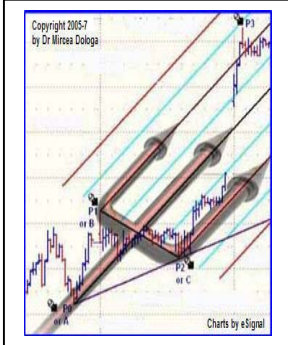 Copyright 2005-7
by Dr Mircea Dologa
P3
P1
or B
P2
or C
P0
or A
Charts by eSignal